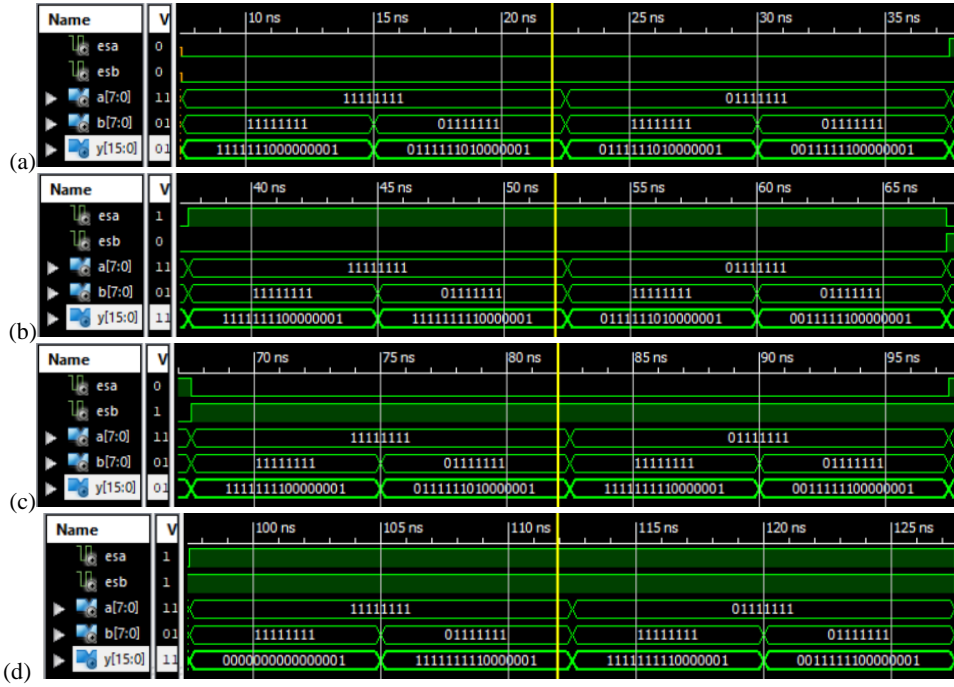 Name V 10 ns 15 ns 20 ns 25 ns 30 ns 35 ns
esa 0
esb 0
a[7:0] 11 11111111 01111111
b[7:0] 01 11111111 01111111 11111111 01111111
(a) y[15:0] 01 1111111000000001 0111111010000001 0111111010000001 0011111100000001
Name V 40 ns 45 ns 50 ns 55 ns 60 ns 65 ns
esa 1
esb 0
a[7:0] 11 11111111 01111111
b[7:0] 01 11111111 01111111 11111111 01111111
(b) y[15:0] 11 1111111100000001 1111111110000001 0111111010000001 0011111100000001
Name V 70 ns 75 ns 80 ns 85 ns 90 ns 95 ns
esa 0
esb 1
a[7:0] 11 11111111 01111111
b[7:0] 01 11111111 01111111 11111111 01111111
(c) y[15:0] 01 1111111100000001 0111111010000001 1111111110000001 0011111100000001
Name V 100 ns 105 ns 110 ns 115 ns 120 ns 125 ns
esa 1
esb 1
a[7:0] 11 11111111 01111111
b[7:0] 01 11111111 01111111 11111111 01111111
(d) y[15:0] 11 0000000000000001 1111111110000001 1111111110000001 0011111100000001